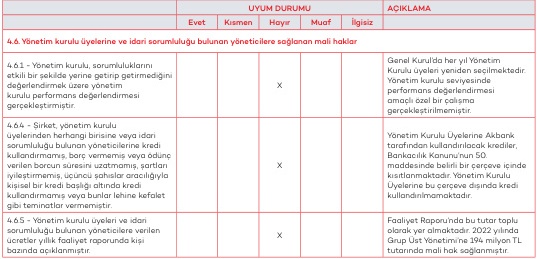 UYUM DURUMU
AÇIKLAMA
Evet
Kısmen
Hayır
Muaf
İlgisiz
4.6. Yönetim kurulu üyelerine ve idari sorumluluğu bulunan yöneticilere sağlanan mali haklar
4.6.1 - Yönetim kurulu, sorumluluklarını
etkili bir şekilde yerine getirip getirmediğini
değerlendirmek üzere yönetim
kurulu performans değerlendirmesi
gerçekleştirmiştir.
X
Genel Kurul'da her yıl Yönetim
Kurulu üyeleri yeniden seçilmektedir.
Yönetim kurulu seviyesinde
performans değerlendirmesi
amaçlı özel bir çalışma
gerçekleştirilmemiştir.
4.6.4 - Şirket, yönetim kurulu
üyelerinden herhangi birisine veya idari
sorumluluğu bulunan yöneticilerine kredi
kullandırmamış, borç vermemiş veya ödünç
verilen borcun süresini uzatmamış, şartları
iyileştirmemiş, üçüncü şahıslar aracılığıyla
kişisel bir kredi başlığı altında kredi
kullandırmamış veya bunlar lehine kefalet
gibi teminatlar vermemiştir.
X
Yönetim Kurulu Üyelerine Akbank
tarafından kullandırılacak krediler,
Bankacılık Kanunu'nun 50.
maddesinde belirli bir çerçeve içinde
kısıtlanmaktadır. Yönetim Kurulu
Üyelerine bu çerçeve dışında kredi
kullandırılmamaktadır.
4.6.5 - Yönetim kurulu üyeleri ve idari
sorumluluğu bulunan yöneticilere verilen
ücretler yıllık faaliyet raporunda kişi
bazında açıklanmıştır.
X
Faaliyet Raporu'nda bu tutar toplu
olarak yer almaktadır. 2022 yılında
Grup Üst Yönetimi'ne 194 milyon TL
tutarında mali hak sağlanmıştır.